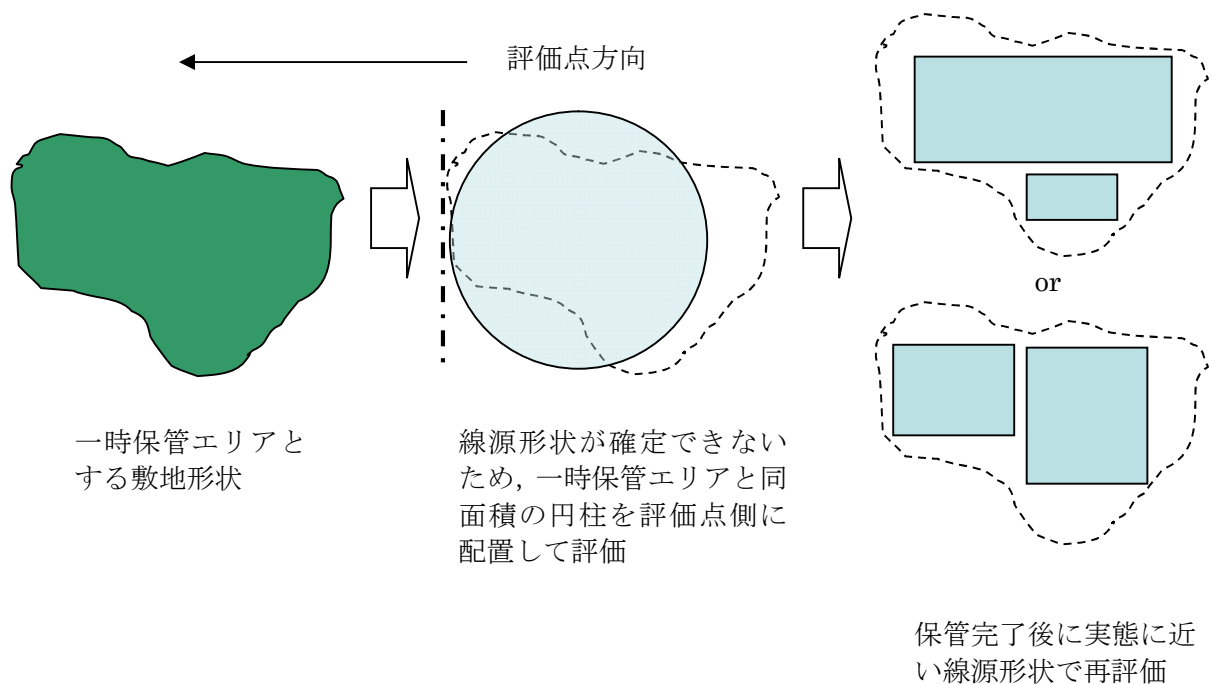 評価点方向
or
一時保管エリアと
する敷地形状
線源形状が確定できない
ため，一時保管エリアと同
面積の円柱を評価点側に
配置して評価
保管完了後に実態に近
い線源形状で再評価